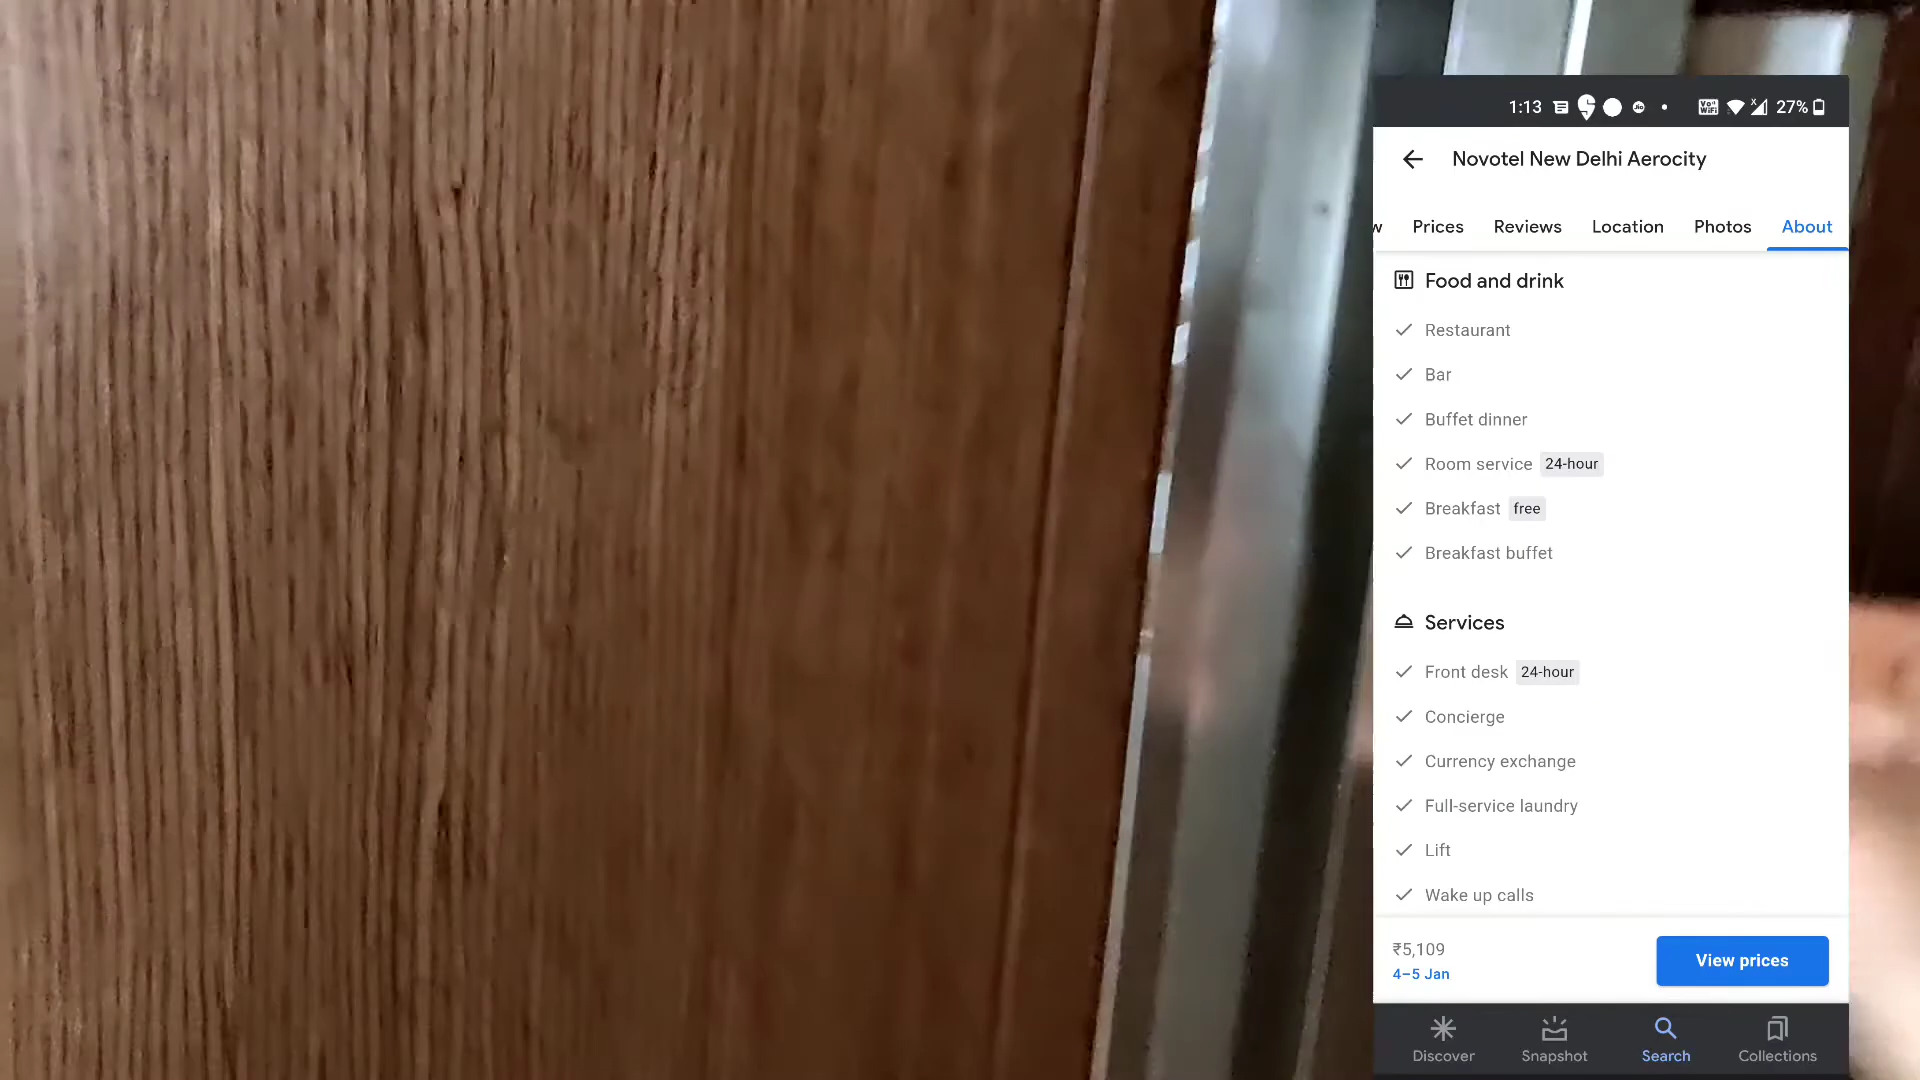 1:13 27%
Novotel New Delhi Aerocity
w Prices Reviews Location Photos About
Food and drink
Restaurant
Bar
Buffet dinner
Room service 24-hour
Breakfast free
Breakfast buffet
Services
Front desk 24-hour
Concierge
Currency exchange
Full-service laundry
Lift
Wake up calls
₹5,109
4–5 Jan
View prices
Discover Snapshot Search Collections